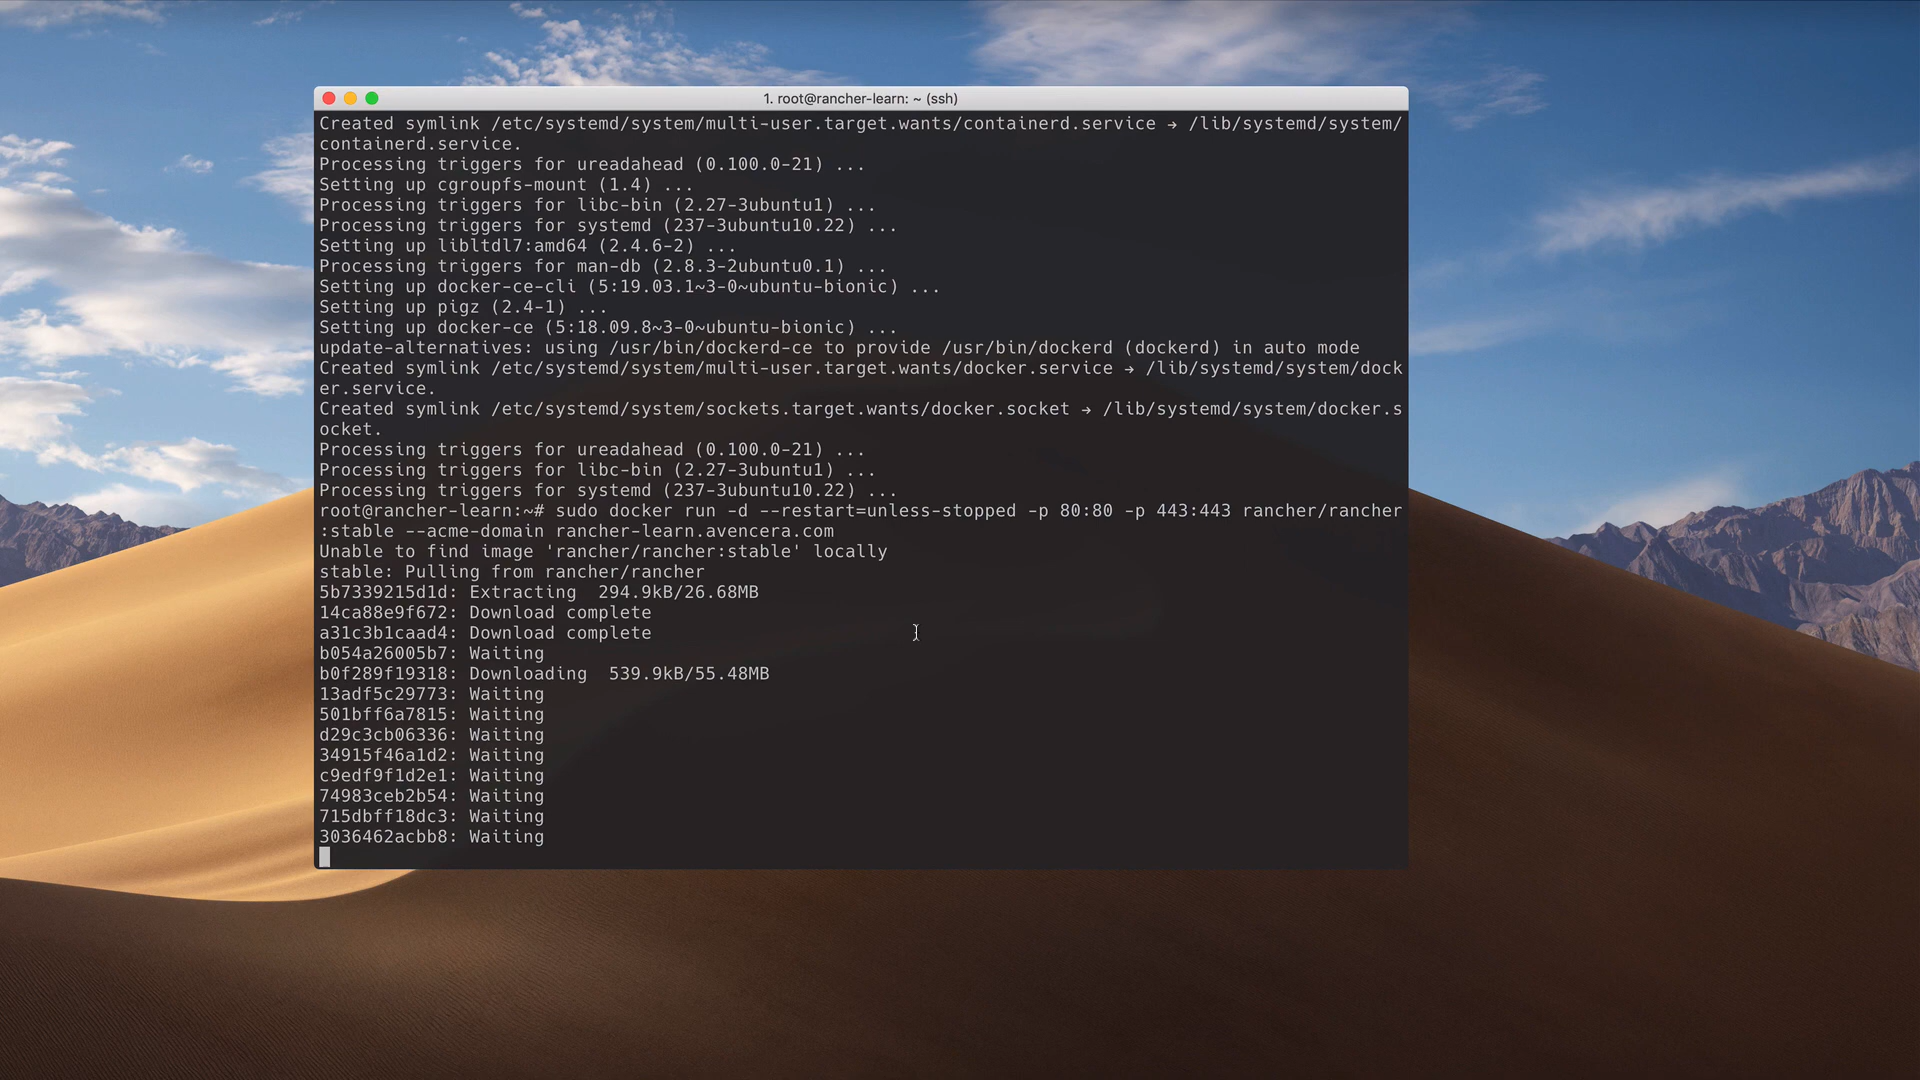 1. root@rancher-learn: ~ (ssh)
Created symlink /etc/systemd/system/multi-user.target.wants/containerd.service → /lib/systemd/system/
containerd.service.
Processing triggers for ureadahead (0.100.0-21) ...
Setting up cgroupfs-mount (1.4) ...
Processing triggers for libc-bin (2.27-3ubuntu1) ...
Processing triggers for systemd (237-3ubuntu10.22) ...
Setting up libltdl7:amd64 (2.4.6-2) ...
Processing triggers for man-db (2.8.3-2ubuntu0.1) ...
Setting up docker-ce-cli (5:19.03.1~3-0~ubuntu-bionic) ...
Setting up pigz (2.4-1) ...
Setting up docker-ce (5:18.09.8~3-0~ubuntu-bionic) ...
update-alternatives: using /usr/bin/dockerd-ce to provide /usr/bin/dockerd (dockerd) in auto mode
Created symlink /etc/systemd/system/multi-user.target.wants/docker.service → /lib/systemd/system/dock
er.service.
Created symlink /etc/systemd/system/sockets.target.wants/docker.socket → /lib/systemd/system/docker.s
ocket.
Processing triggers for ureadahead (0.100.0-21) ...
Processing triggers for libc-bin (2.27-3ubuntu1) ...
Processing triggers for systemd (237-3ubuntu10.22) ...
root@rancher-learn:~# sudo docker run -d --restart=unless-stopped -p 80:80 -p 443:443 rancher/rancher
:stable --acme-domain rancher-learn.avencera.com
Unable to find image 'rancher/rancher:stable' locally
stable: Pulling from rancher/rancher
5b7339215d1d: Extracting  294.9kB/26.68MB
14ca88e9f672: Download complete
a31c3b1caad4: Download complete
b054a26005b7: Waiting
b0f289f19318: Downloading  539.9kB/55.48MB
13adf5c29773: Waiting
501bff6a7815: Waiting
d29c3cb06336: Waiting
34915f46a1d2: Waiting
c9edf9f1d2e1: Waiting
74983ceb2b54: Waiting
715dbff18dc3: Waiting
3036462acbb8: Waiting